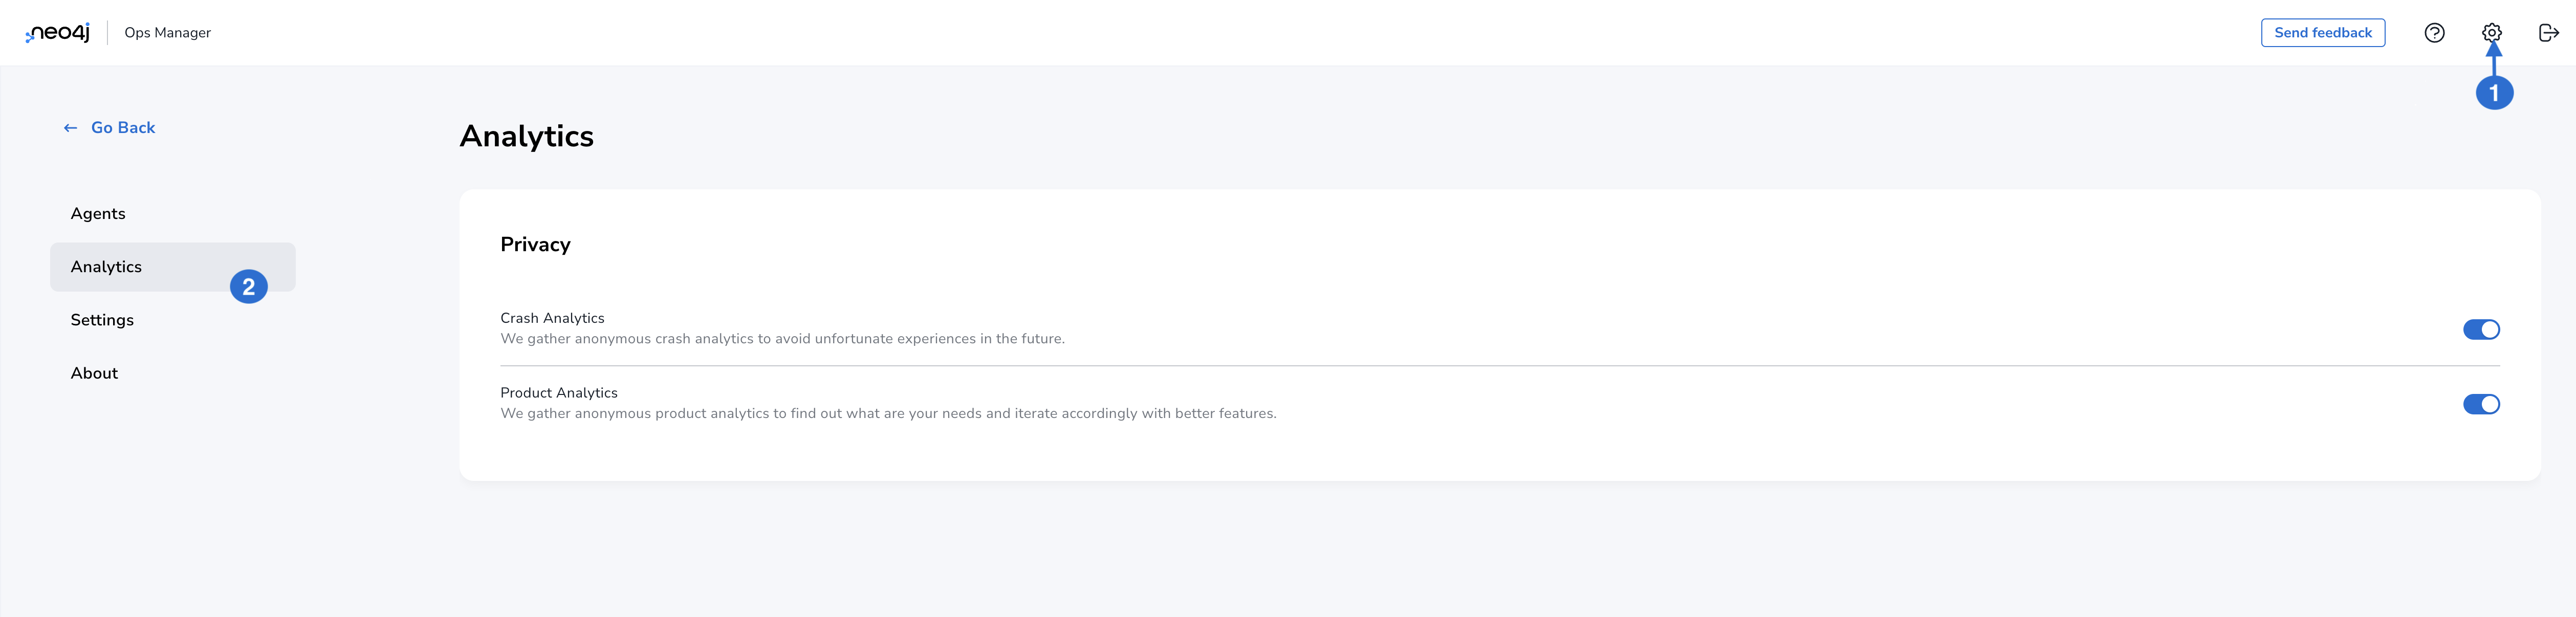 neo4j Ops Manager Send feedback
1
Go Back
Analytics
Agents
Analytics
2
Settings
About
Privacy
Crash Analytics
We gather anonymous crash analytics to avoid unfortunate experiences in the future.
Product Analytics
We gather anonymous product analytics to find out what are your needs and iterate accordingly with better features.